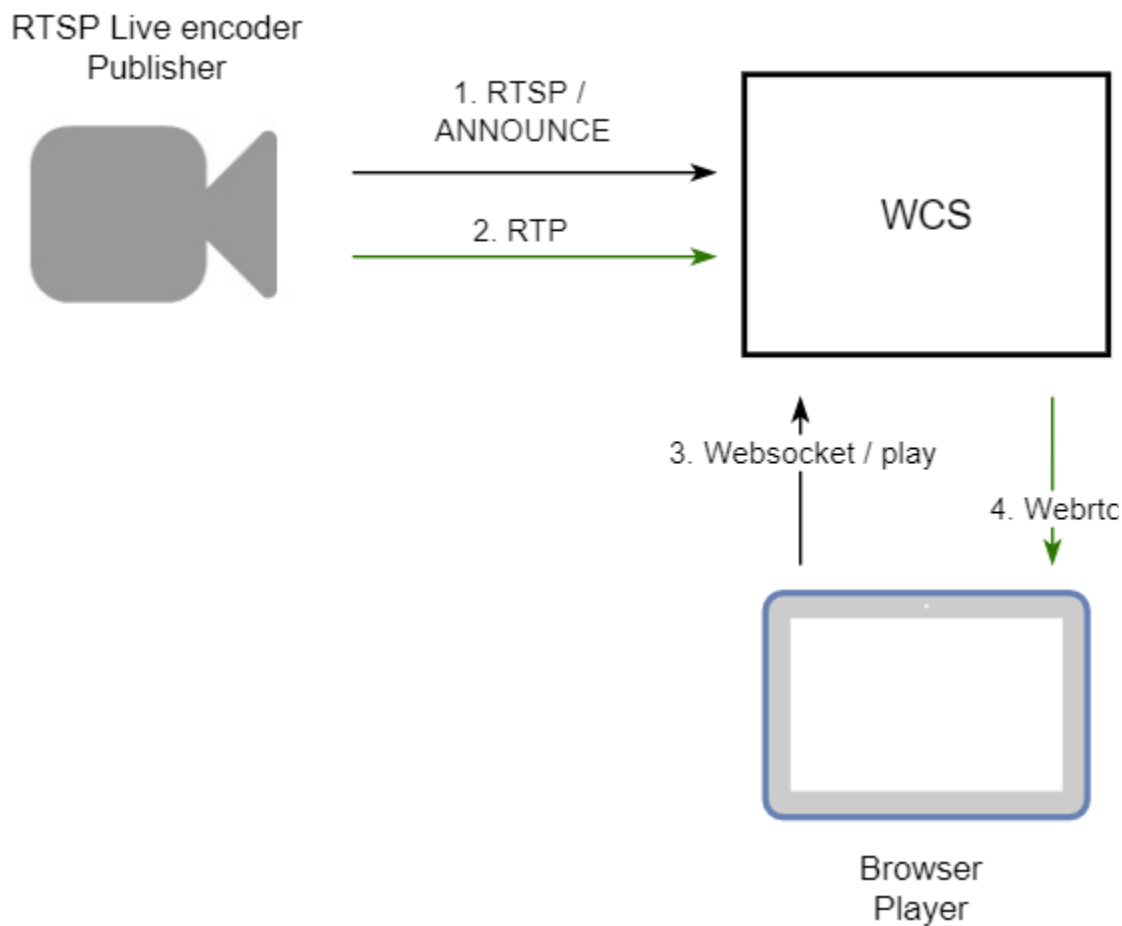 RTSP Live encoder
Publisher
1. RTSP /
ANNOUNCE
2. RTP
WCS
3. Websocket / play
4. Webrtc
Browser
Player